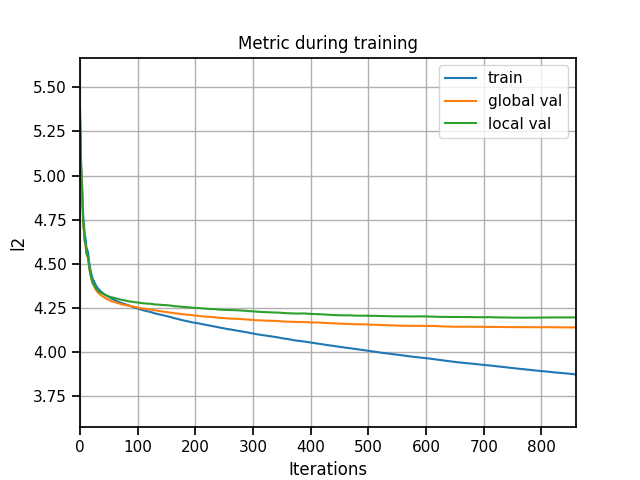 Metric during training
train
global val
local val
l2
5.50
5.25
5.00
4.75
4.50
4.25
4.00
3.75
0 100 200 300 400 500 600 700 800
Iterations